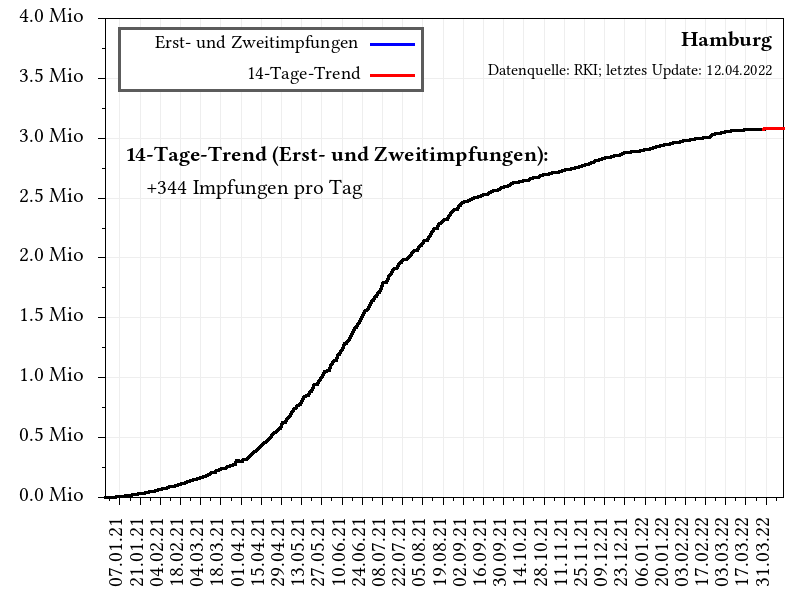 4.0 Mio
3.5 Mio
3.0 Mio
2.5 Mio
2.0 Mio
1.5 Mio
1.0 Mio
0.5 Mio
0.0 Mio
Erst- und Zweitimpfungen
14-Tage-Trend
Hamburg
Datenquelle: RKI; letztes Update: 12.04.2022
14-Tage-Trend (Erst- und Zweitimpfungen):
+344 Impfungen pro Tag
07.01.21
21.01.21
04.02.21
18.02.21
04.03.21
18.03.21
01.04.21
15.04.21
29.04.21
13.05.21
27.05.21
10.06.21
24.06.21
08.07.21
22.07.21
05.08.21
19.08.21
02.09.21
16.09.21
30.09.21
14.10.21
28.10.21
11.11.21
25.11.21
09.12.21
23.12.21
06.01.22
20.01.22
03.02.22
17.02.22
03.03.22
17.03.22
31.03.22